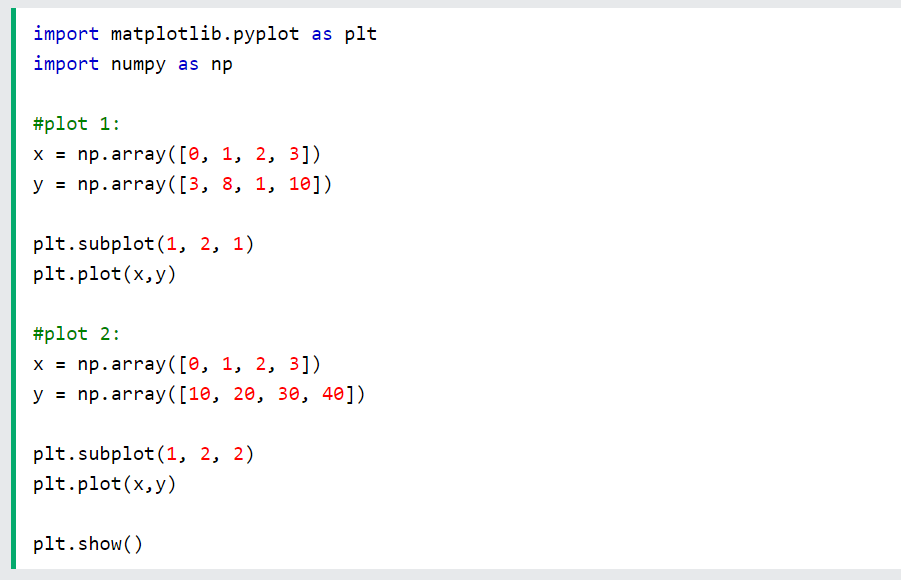 import matplotlib.pyplot as plt
import numpy as np
#plot 1:
x = np.array([0, 1, 2, 3])
y = np.array([3, 8, 1, 10])
plt.subplot(1, 2, 1)
plt.plot(x,y)
#plot 2:
x = np.array([0, 1, 2, 3])
y = np.array([10, 20, 30, 40])
plt.subplot(1, 2, 2)
plt.plot(x,y)
plt.show()